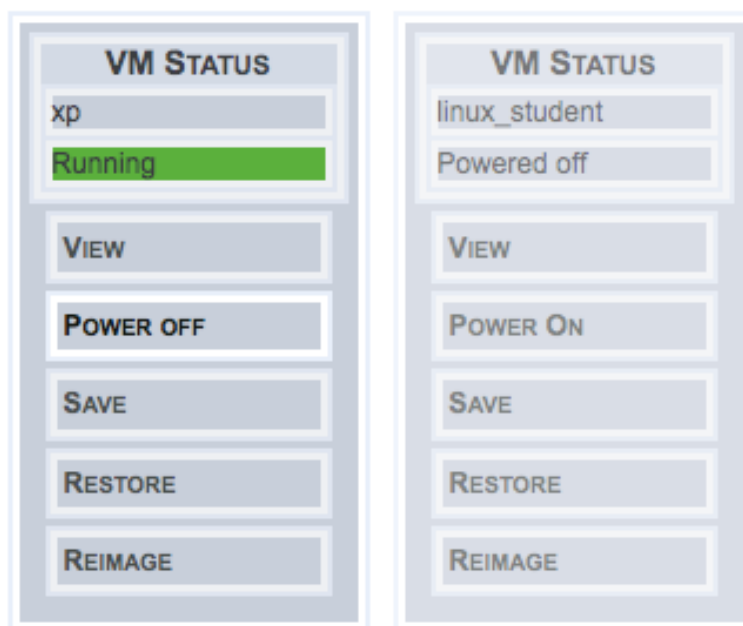 VM STATUS
xp
Running
VIEW
POWER OFF
SAVE
RESTORE
REIMAGE
VM STATUS
linux_student
Powered off
VIEW
POWER ON
SAVE
RESTORE
REIMAGE